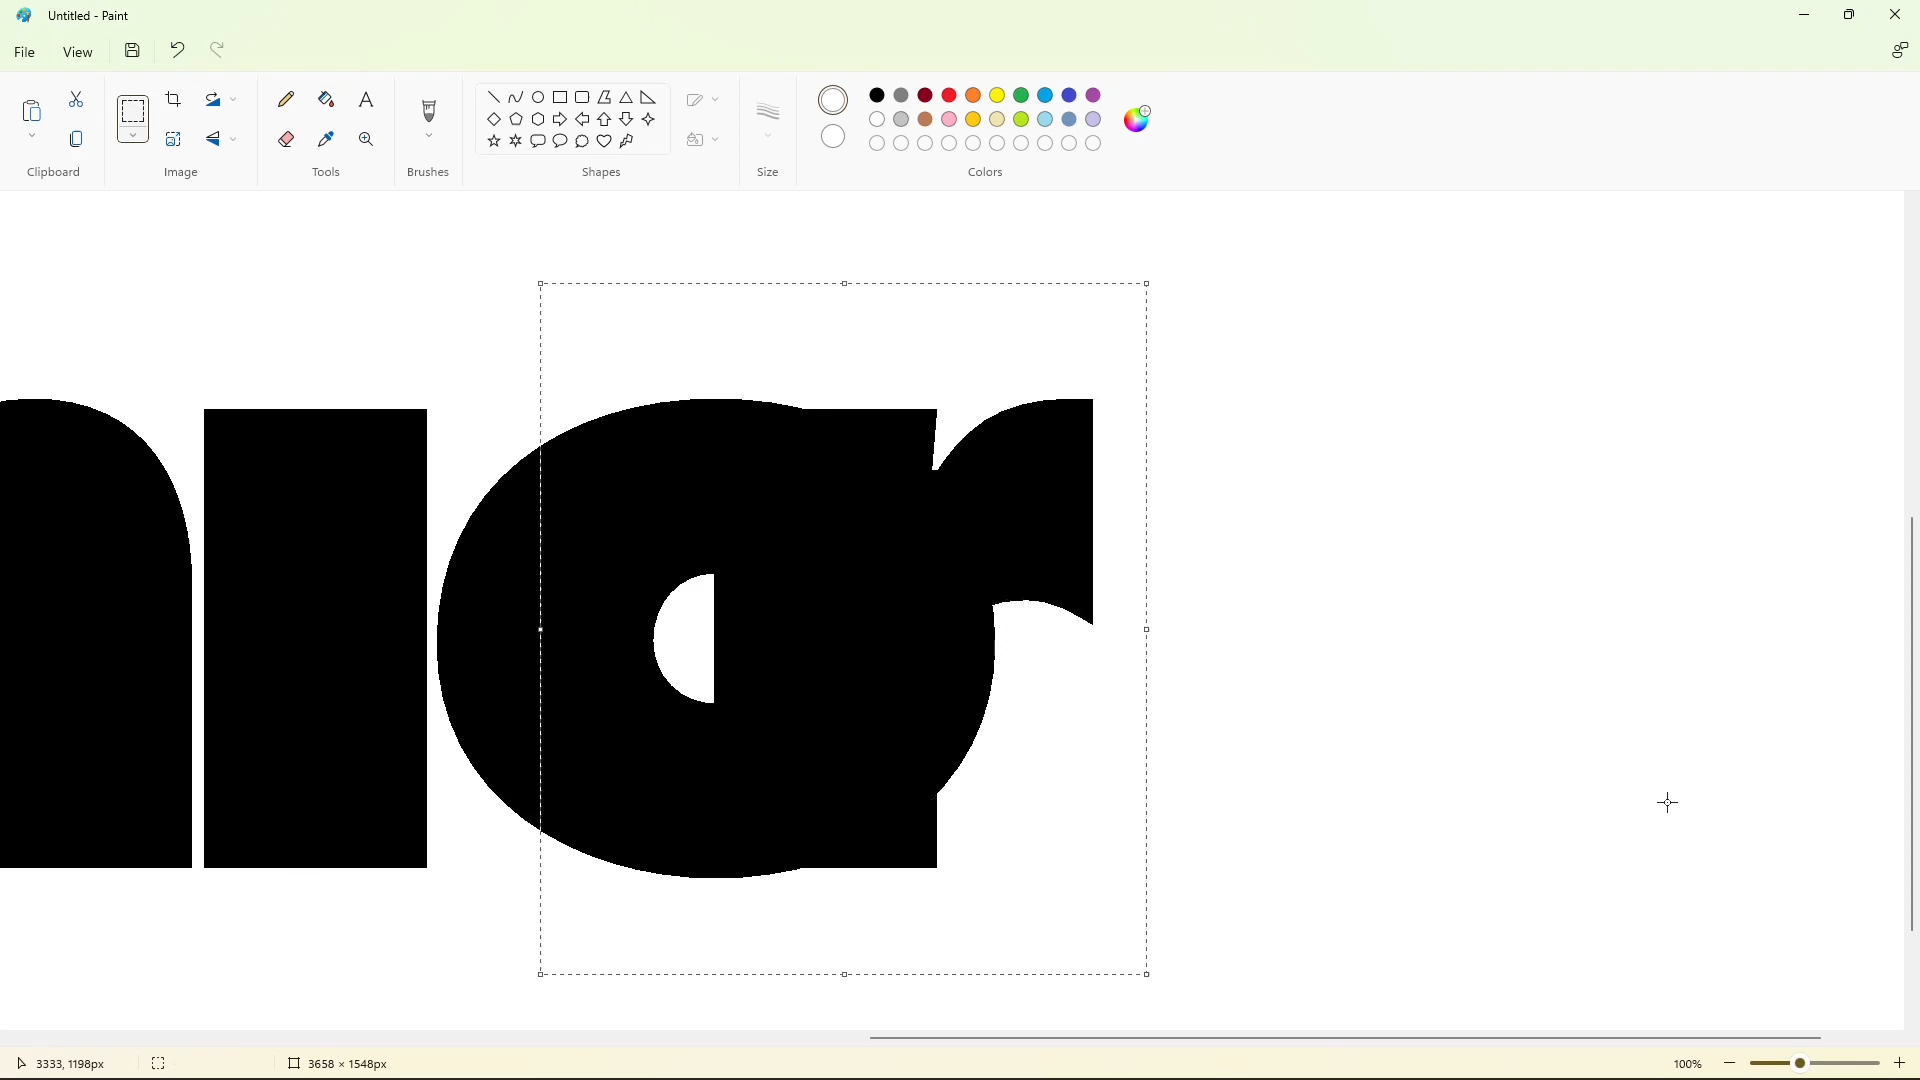 Untitled - Paint
File View
Clipboard Image Tools Brushes Shapes Size Colors
3333, 1198px 3658 × 1548px 100%